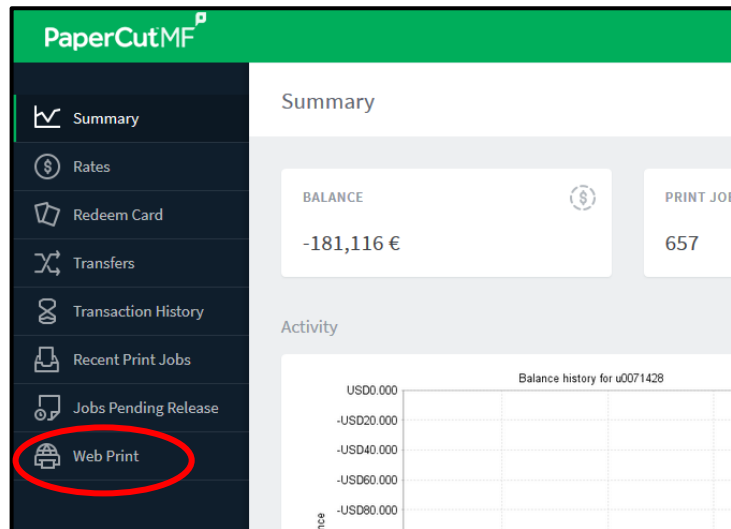 PaperCutMF
Summary
Rates
Redeem Card
Transfers
Transaction History
Recent Print Jobs
Jobs Pending Release
Web Print
Summary
BALANCE
-181,116 €
PRINT JOB
657
Activity
Balance history for u0071428
USD0.000
-USD20.000
-USD40.000
-USD60.000
-USD80.000